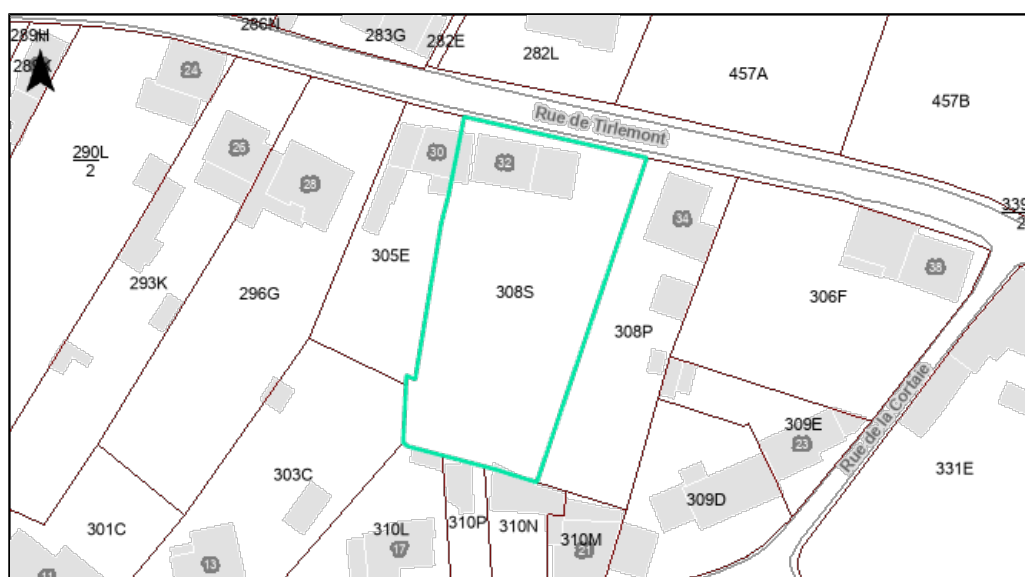 289H
286M
283G
282E
282L
457A
457B
24
Rue de Tirlemont
290L
2
26
28
30
32
34
339
2
305E
293K
296G
308S
308P
306F
38
Rue de la Cortaie
309E
23
303C
309D
331E
301C
310L
310P
310N
310M
17
21
13
11